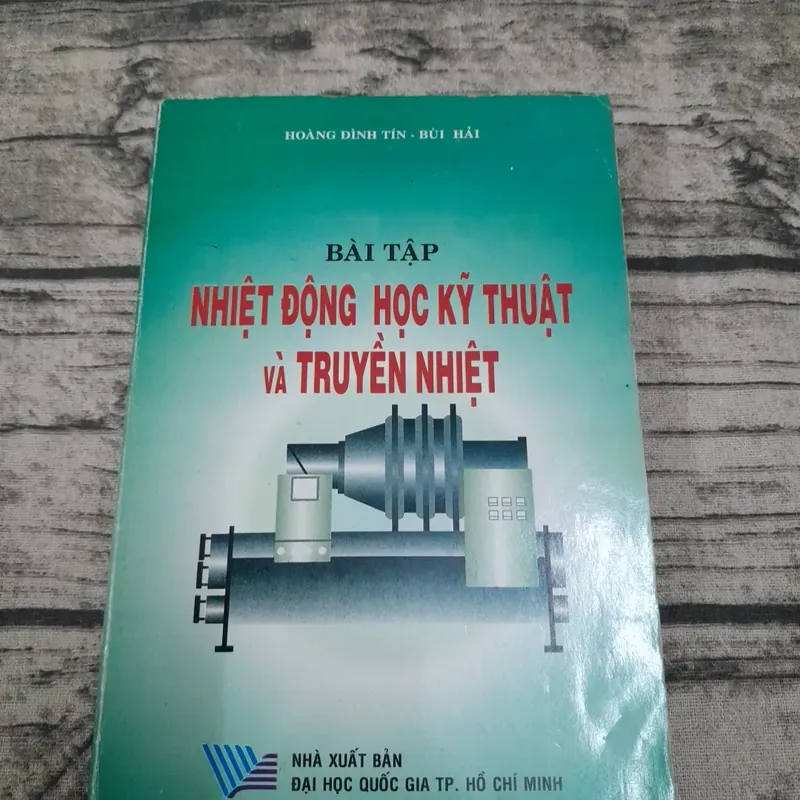 HOÀNG ĐÌNH TÍN - BÙI HẢI
BÀI TẬP
NHIỆT ĐỘNG HỌC KỸ THUẬT
VÀ TRUYỀN NHIỆT
NHÀ XUẤT BẢN
ĐẠI HỌC QUỐC GIA TP. HỒ CHÍ MINH